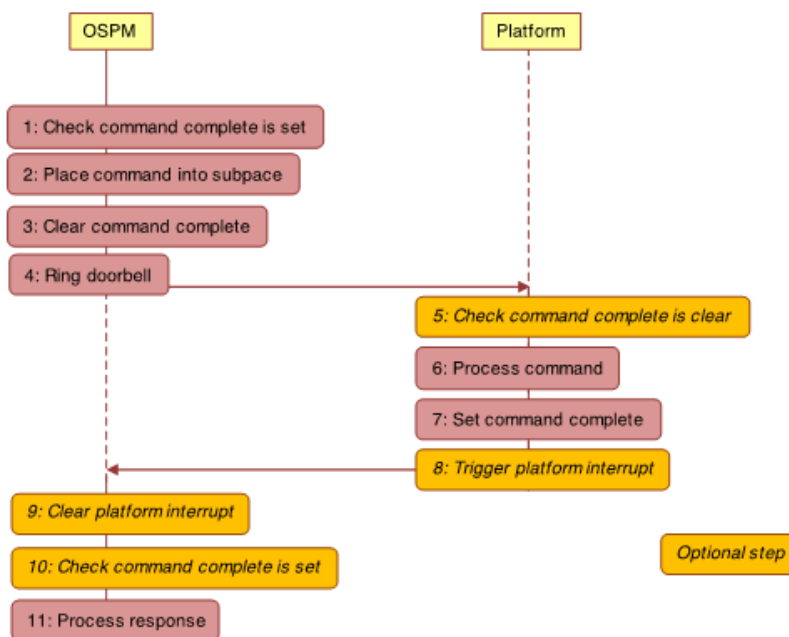 OSPM
Platform
1: Check command complete is set
2: Place command into subpace
3: Clear command complete
4: Ring doorbell
5: Check command complete is clear
6: Process command
7: Set command complete
8: Trigger platform interrupt
9: Clear platform interrupt
10: Check command complete is set
Optional step
11: Process response